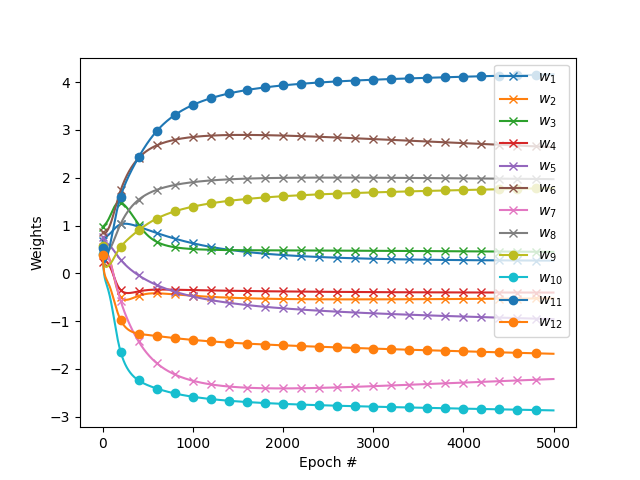 4
3
2
1
0
−1
−2
−3
Weights
0
1000
2000
3000
4000
5000
Epoch #
w₁
w₂
w₃
w₄
w₅
w₆
w₇
w₈
w₉
w₁₀
w₁₁
w₁₂